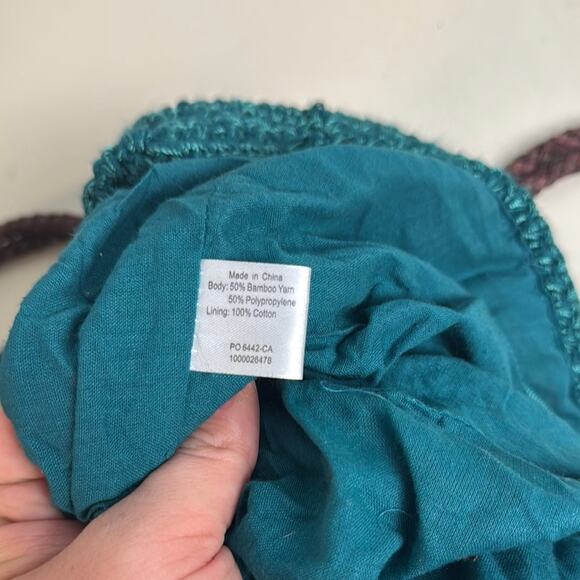 Made in China
Body: 50% Bamboo Yarn
50% Polypropylene
Lining: 100% Cotton
PO 6442-CA
1000026478